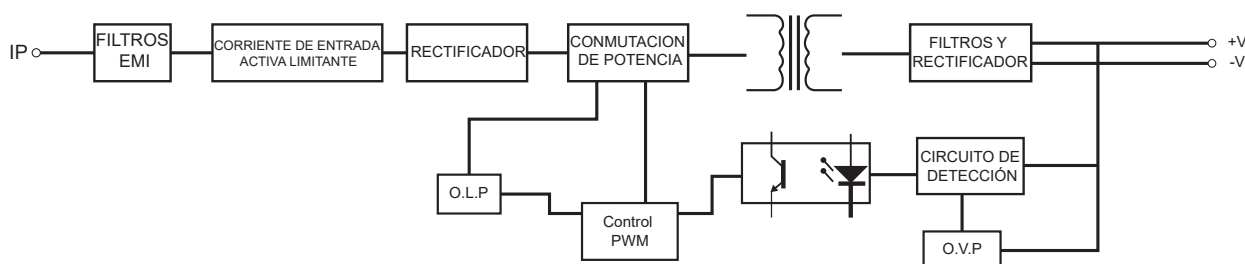 IP
FILTROS
EMI
CORRIENTE DE ENTRADA
ACTIVA LIMITANTE
RECTIFICADOR
CONMUTACION
DE POTENCIA
FILTROS Y
RECTIFICADOR
+V
-V
O.L.P
Control
PWM
CIRCUITO DE
DETECCIÓN
O.V.P